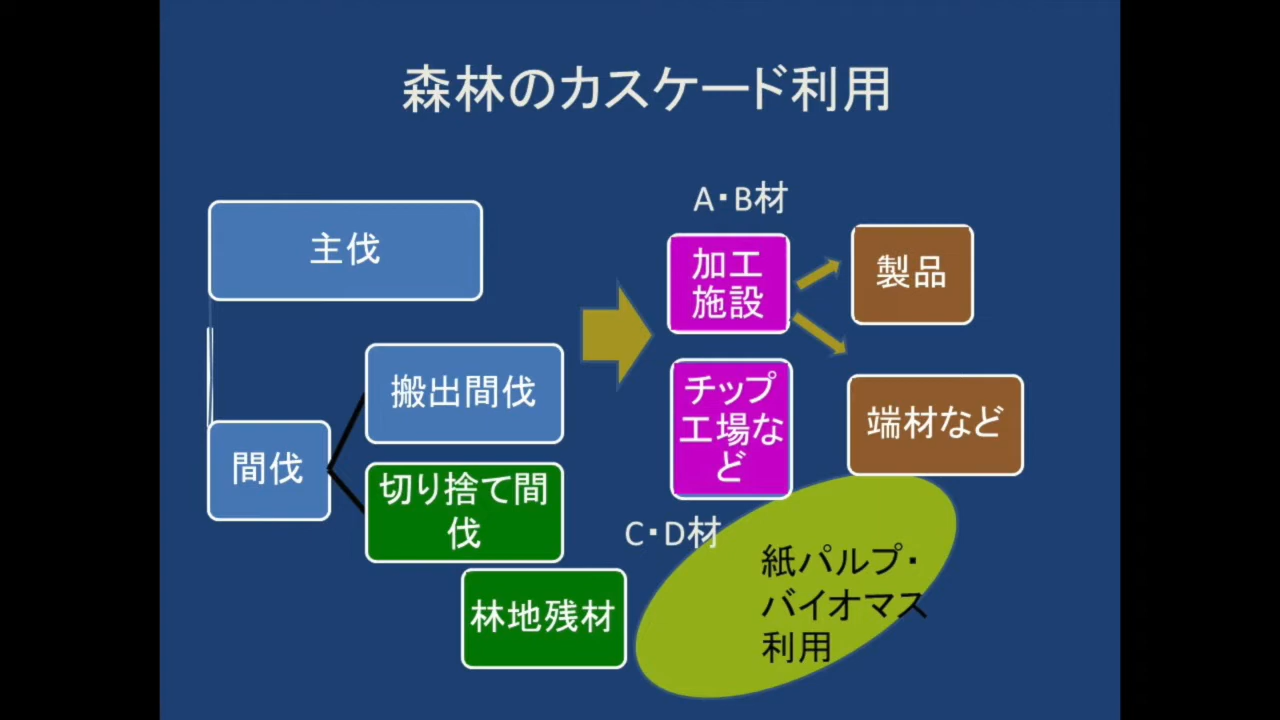 森林のカスケード利用
主伐
間伐
搬出間伐
切り捨て間
伐
林地残材
A・B材
加工
施設
チップ
工場な
ど
C・D材
製品
端材など
紙パルプ・
バイオマス
利用